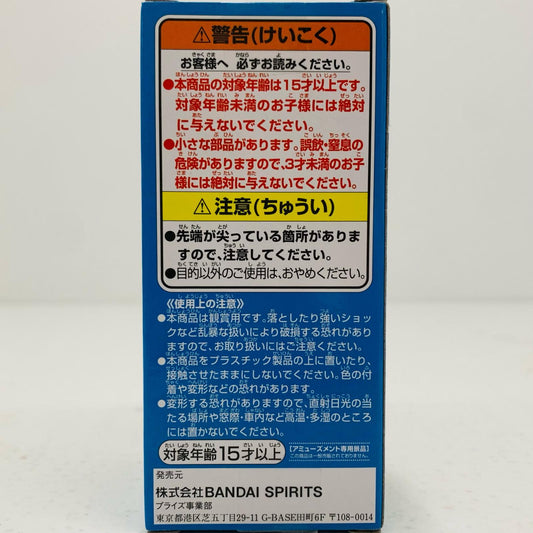 ⚠警告(けいこく)
お客様へ 必ずお読みください。
●本商品の対象年齢は15才以上です。
対象年齢未満のお子様には絶対
に与えないでください。
●小さな部品があります。誤飲・窒息の
危険がありますので、3才未満のお子
様には絶対に与えないでください。
⚠注意(ちゅうい)
●先端が尖っている箇所がありま
すので、注意してください。
●目的以外のご使用は、おやめください。
《使用上の注意》
●本商品は観賞用です。落としたり強いショッ
クなど乱暴な扱いにより破損する恐れがあり
ますので、お取り扱いにはご注意ください。
●本商品をプラスチック製品の上に置いたり、
接触させたままにしないでください。色の付
着や変形などの恐れがあります。
●変形する恐れがありますので、直射日光の当
たる場所や窓際・車内など高温・多湿のところ
には置かないでください。
対象年齢15才以上
【アミューズメント専用景品】
この商品は一般市販されておりません。
発売元
株式会社BANDAI SPIRITS
プライズ事業部
東京都港区芝五丁目29-11 G-BASE田町6F 〒108-0014